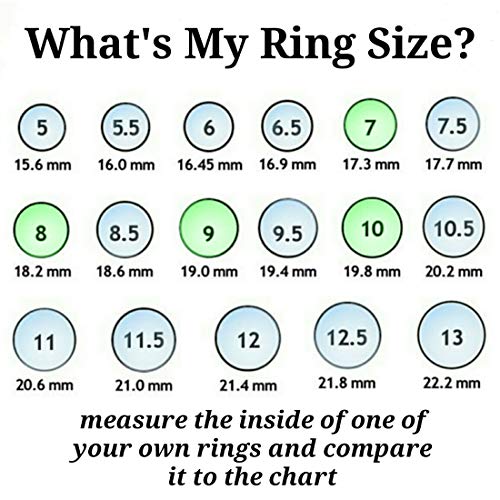 What's My Ring Size?
5 5.5 6 6.5 7 7.5
15.6 mm 16.0 mm 16.45 mm 16.9 mm 17.3 mm 17.7 mm
8 8.5 9 9.5 10 10.5
18.2 mm 18.6 mm 19.0 mm 19.4 mm 19.8 mm 20.2 mm
11 11.5 12 12.5 13
20.6 mm 21.0 mm 21.4 mm 21.8 mm 22.2 mm
measure the inside of one of
your own rings and compare
it to the chart